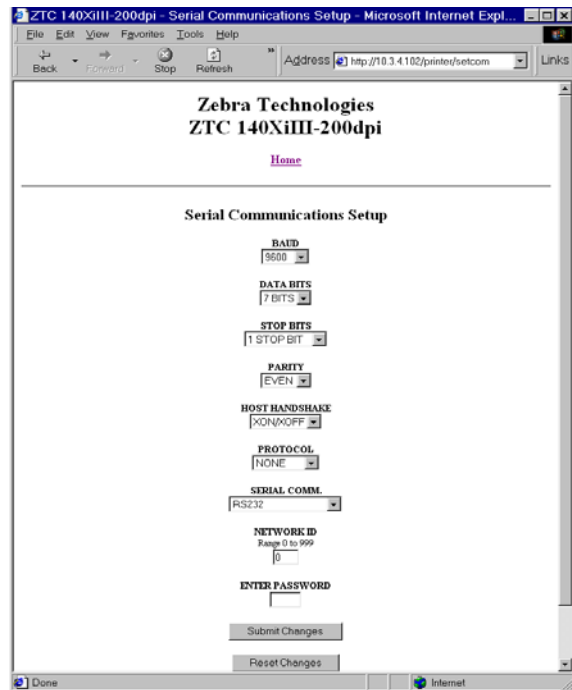 ZTC 140XiIII-200dpi - Serial Communications Setup - Microsoft Internet Expl...
File Edit View Favorites Tools Help
Back Forward Stop Refresh » Address http://10.3.4.102/printer/setcom Links
Zebra Technologies
ZTC 140XiIII-200dpi
Home
Serial Communications Setup
BAUD
9600
DATA BITS
7 BITS
STOP BITS
1 STOP BIT
PARITY
EVEN
HOST HANDSHAKE
XON/XOFF
PROTOCOL
NONE
SERIAL COMM.
RS232
NETWORK ID
Range 0 to 999
0
ENTER PASSWORD
Submit Changes
Reset Changes
Done Internet